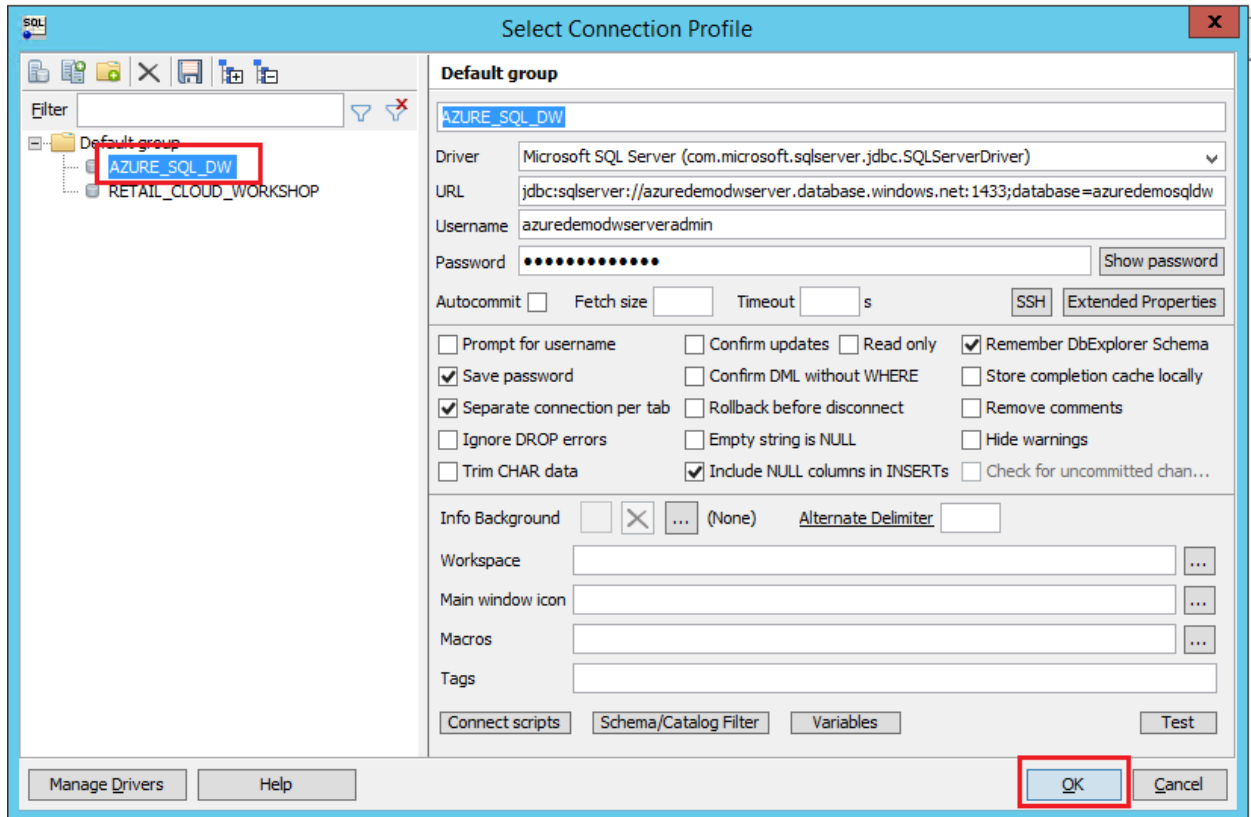 SQL
Select Connection Profile
x
Default group
Filter
AZURE_SQL_DW
Default group
AZURE_SQL_DW
RETAIL_CLOUD_WORKSHOP
Driver Microsoft SQL Server (com.microsoft.sqlserver.jdbc.SQLServerDriver)
URL jdbc:sqlserver://azuredemodwserver.database.windows.net:1433;database=azuredemosqldw
Username azuredemodwserveradmin
Password ●●●●●●●●●●●●● Show password
Autocommit Fetch size Timeout s SSH Extended Properties
Prompt for username Confirm updates Read only Remember DbExplorer Schema
Save password Confirm DML without WHERE Store completion cache locally
Separate connection per tab Rollback before disconnect Remove comments
Ignore DROP errors Empty string is NULL Hide warnings
Trim CHAR data Include NULL columns in INSERTs Check for uncommitted chan...
Info Background ... (None) Alternate Delimiter
Workspace ...
Main window icon ...
Macros ...
Tags
Connect scripts Schema/Catalog Filter Variables Test
Manage Drivers Help OK Cancel